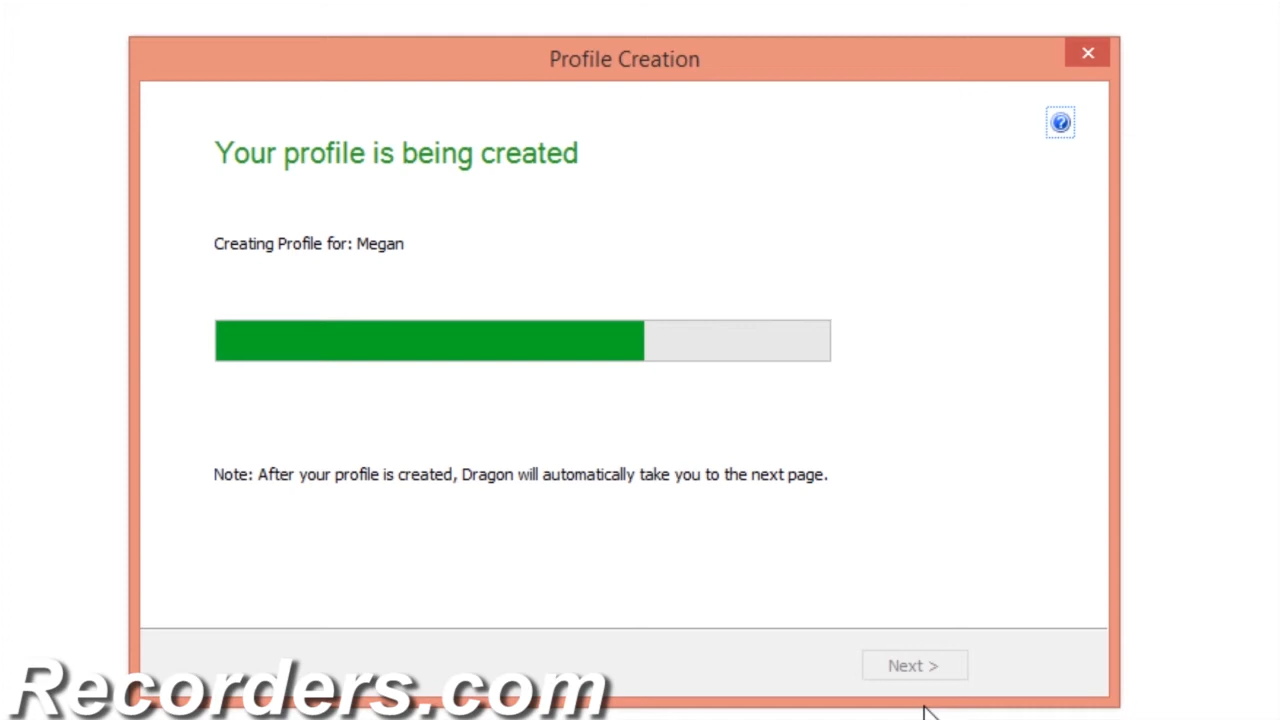 Profile Creation
Your profile is being created
Creating Profile for: Megan
Note: After your profile is created, Dragon will automatically take you to the next page.
Next >
Recorders.com